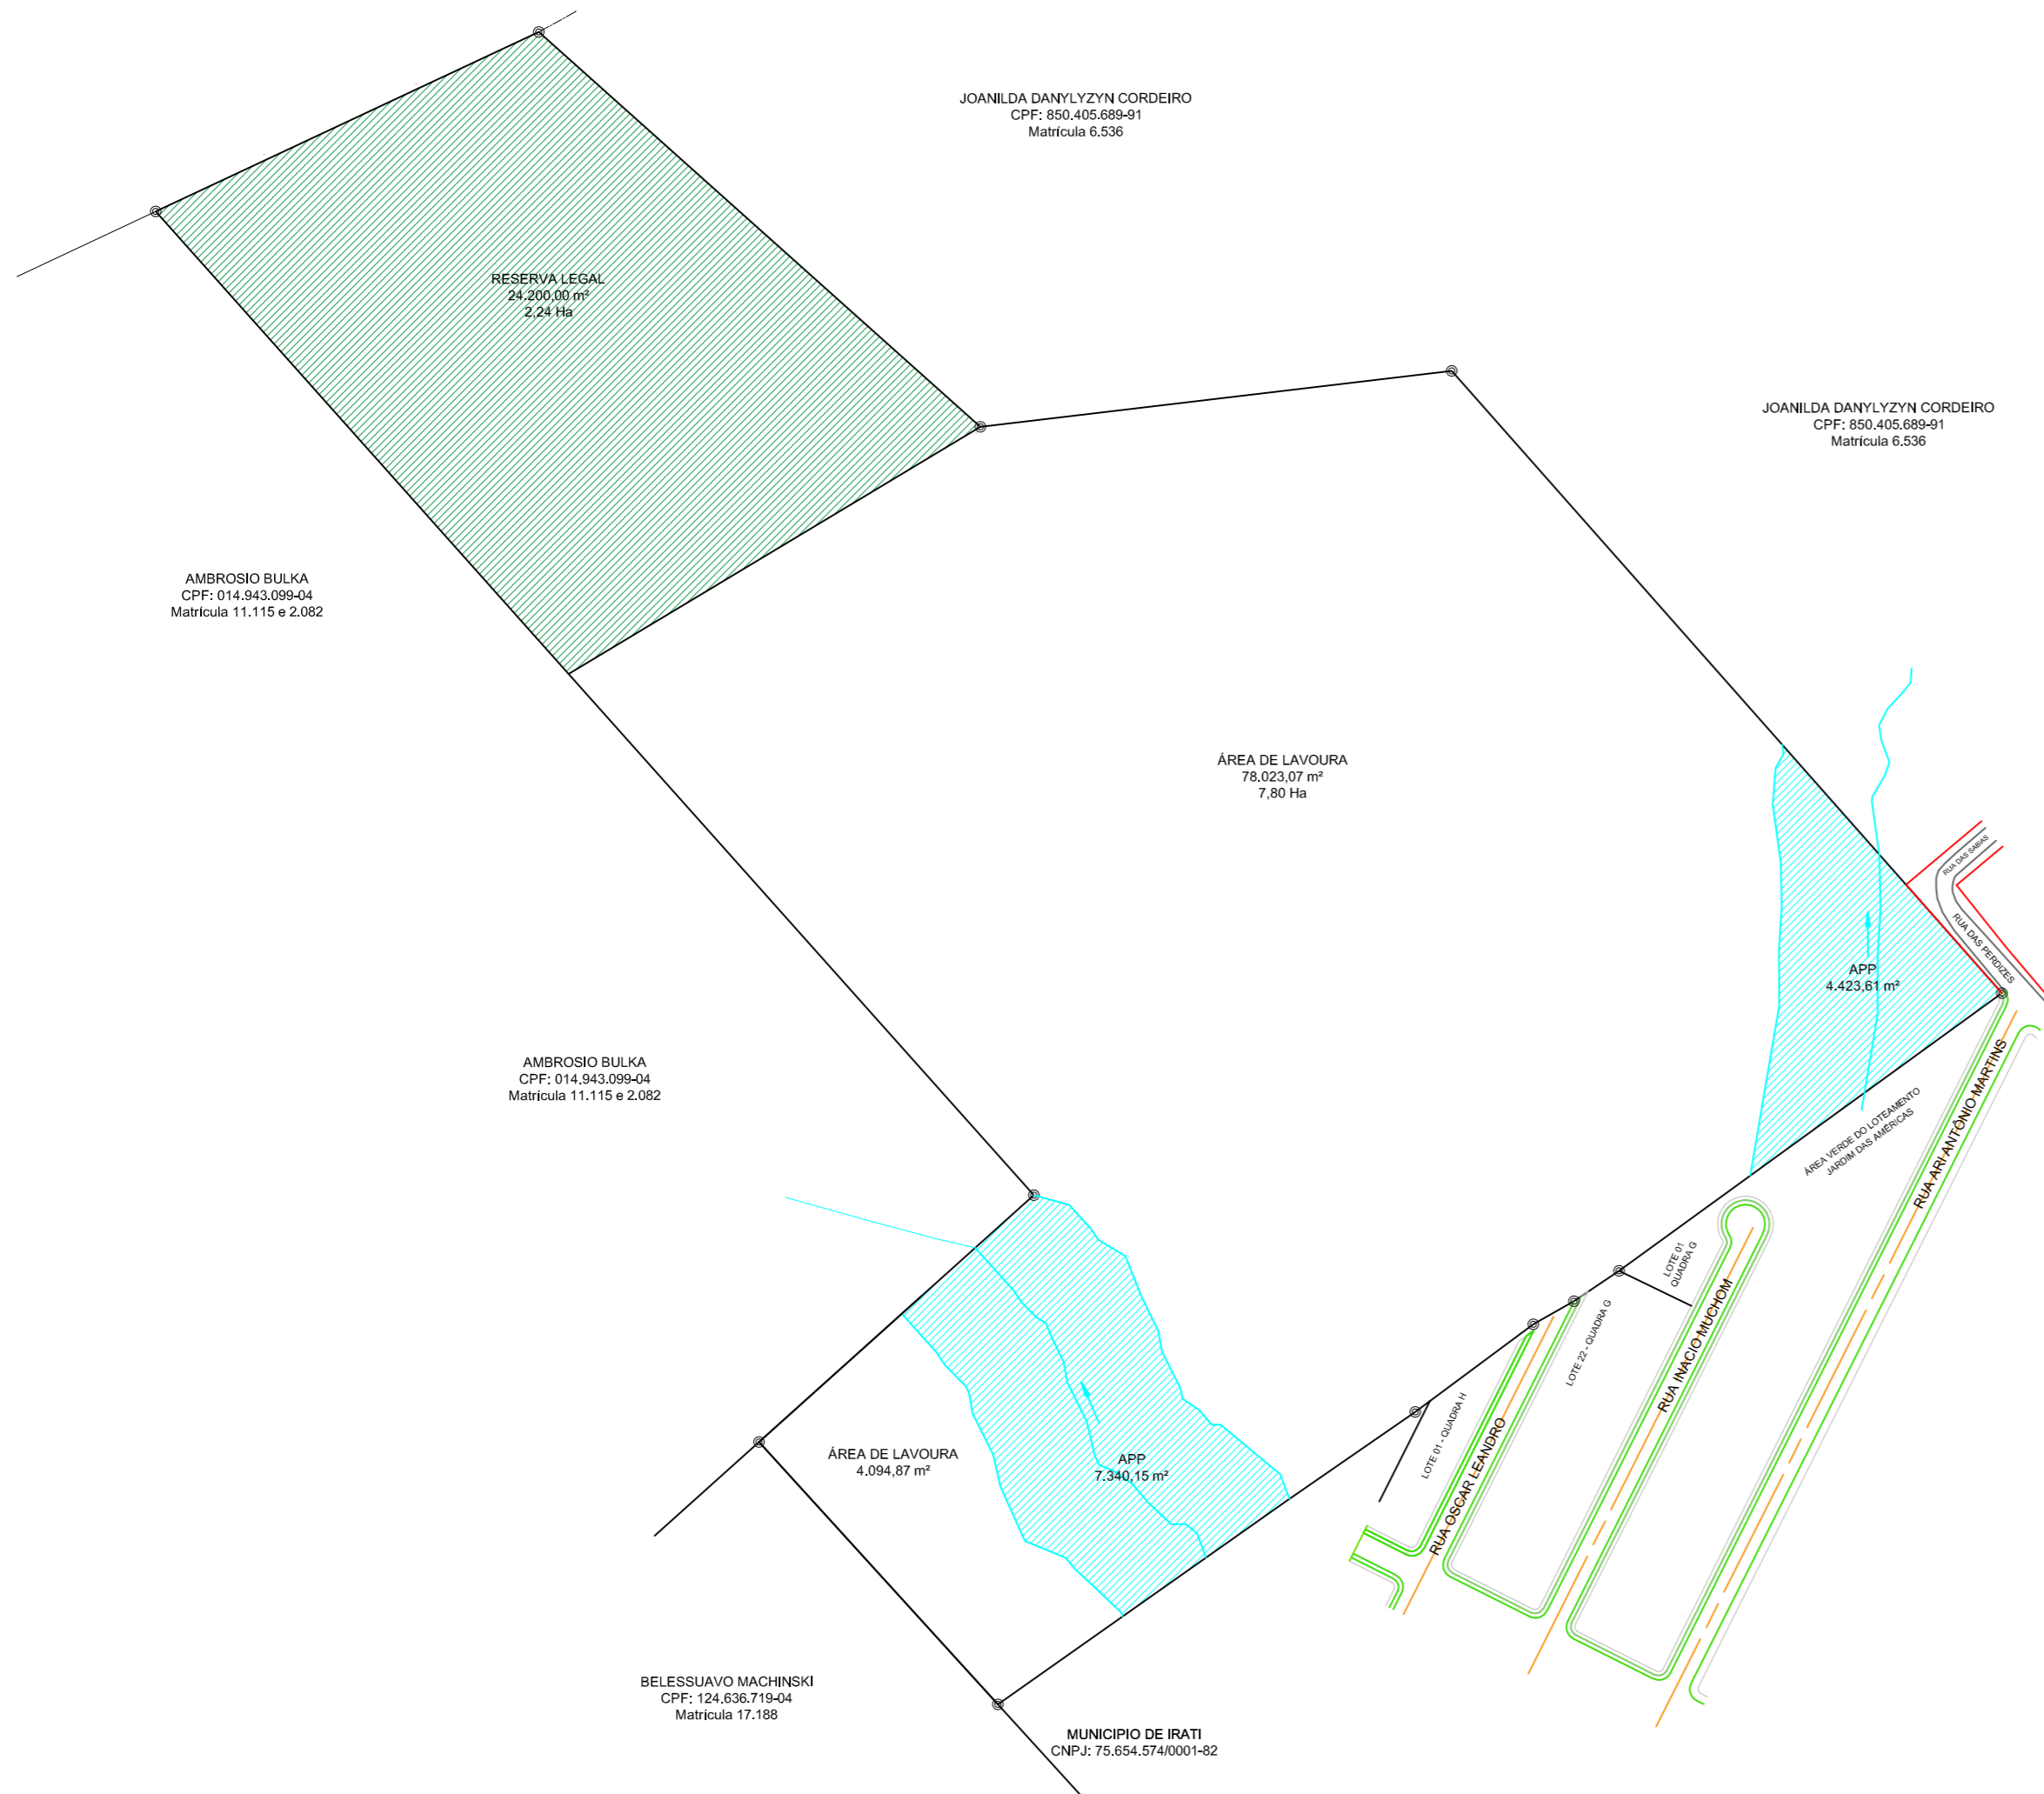 JOANILDA DANYLYZYN CORDEIRO
CPF: 850.405.689-91
Matrícula 6.536
RESERVA LEGAL
24.200,00 m²
2,24 Ha
JOANILDA DANYLYZYN CORDEIRO
CPF: 850.405.689-91
Matrícula 6.536
AMBROSIO BULKA
CPF: 014.943.099-04
Matrícula 11.115 e 2.082
ÁREA DE LAVOURA
78.023,07 m²
7,80 Ha
RUA DAS SABIAS
RUA DAS PERDIZES
APP
4.423,61 m²
AMBROSIO BULKA
CPF: 014.943.099-04
Matrícula 11.115 e 2.082
ÁREA VERDE DO LOTEAMENTO
JARDIM DAS AMÉRICAS
RUA ARI ANTÔNIO MARTINS
LOTE 01
QUADRA G
RUA INACIO MUCHOM
LOTE 22 - QUADRA G
LOTE 01 - QUADRA H
RUA OSCAR LEANDRO
ÁREA DE LAVOURA
4.094,87 m²
APP
7.340,15 m²
BELESSUAVO MACHINSKI
CPF: 124.636.719-04
Matrícula 17.188
MUNICIPIO DE IRATI
CNPJ: 75.654.574/0001-82